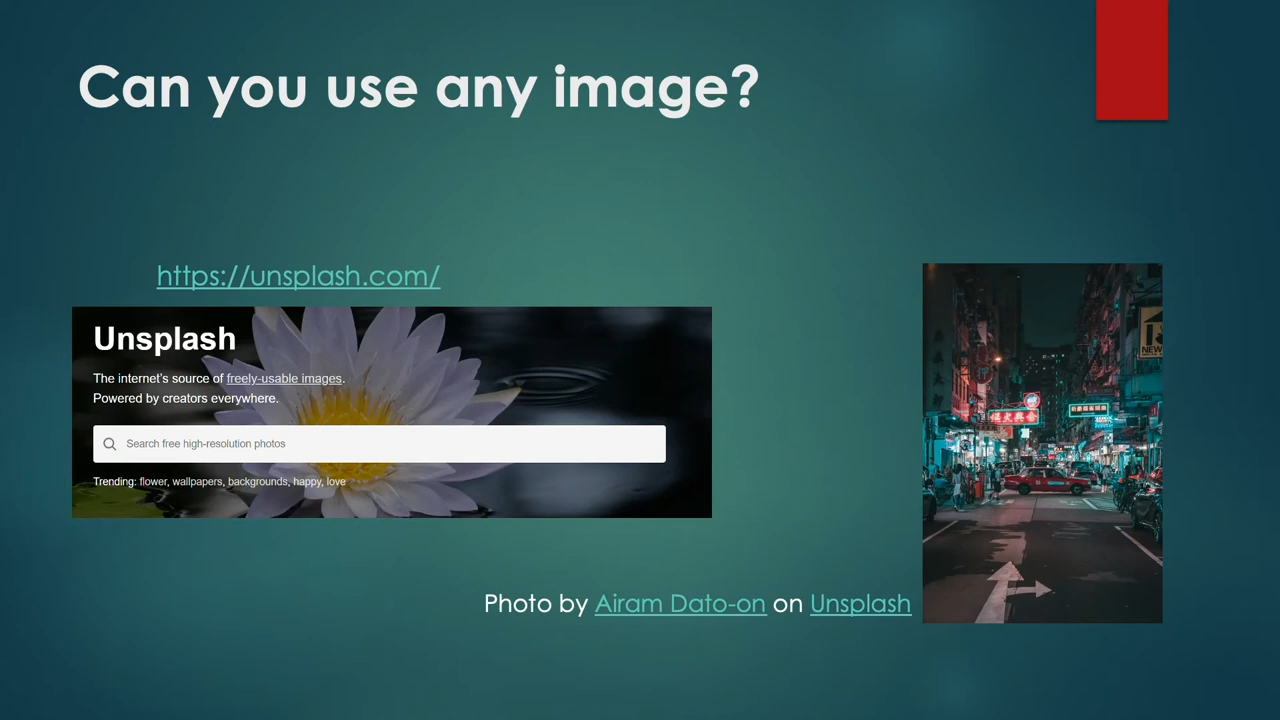 Can you use any image?
https://unsplash.com/
Unsplash
The internet's source of freely-usable images.
Powered by creators everywhere.
Search free high-resolution photos
Trending: flower, wallpapers, backgrounds, happy, love
Photo by Airam Dato-on on Unsplash
NEW